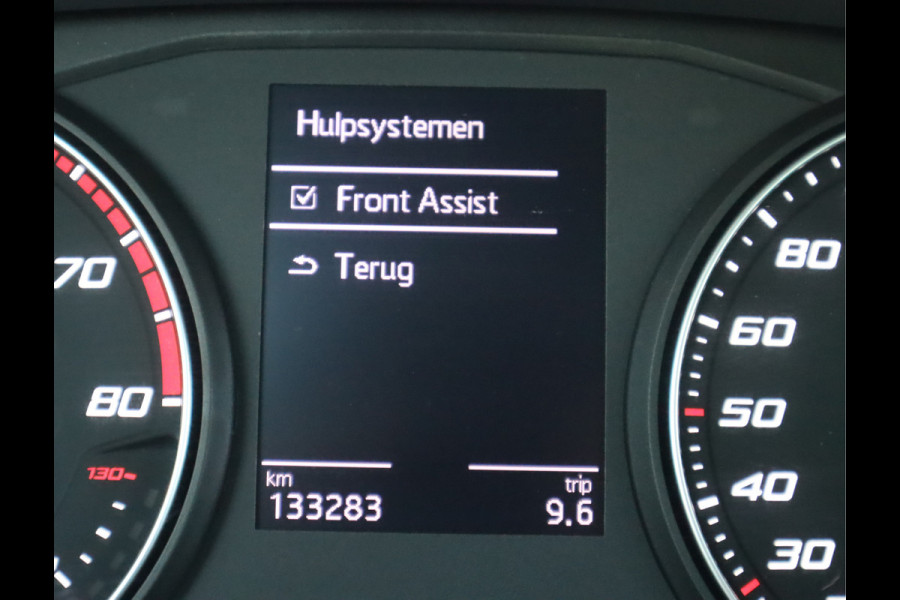 Hulpsystemen
Front Assist
Terug
km
133283
trip
9.6
70
80
130
80
60
50
40
30